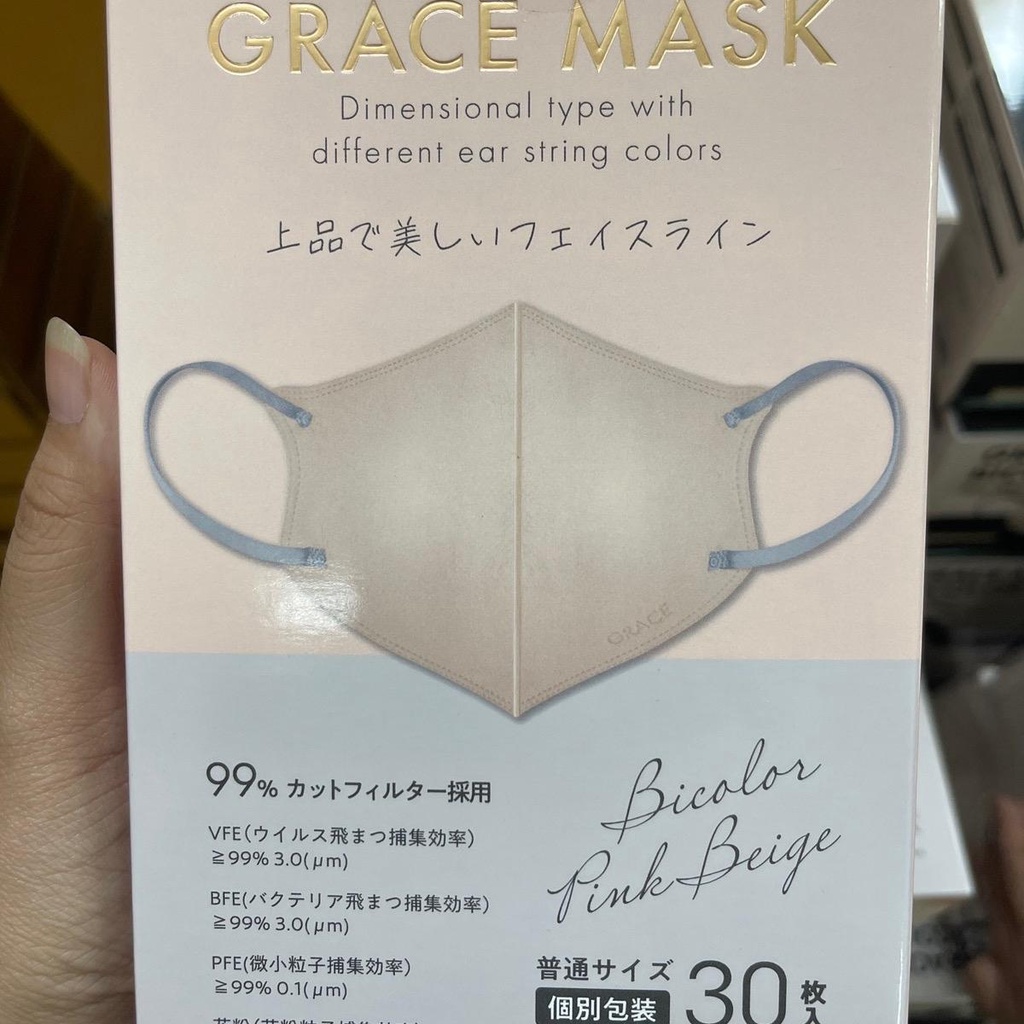 GRACE MASK
Dimensional type with
different ear string colors
上品で美しいフェイスライン
GRACE
99% カットフィルター採用
VFE(ウイルス飛まつ捕集効率)
≧99% 3.0(μm)
BFE(バクテリア飛まつ捕集効率)
≧99% 3.0(μm)
PFE(微小粒子捕集効率)
≧99% 0.1(μm)
Bicolor
Pink Beige
普通サイズ
個別包装
30枚入